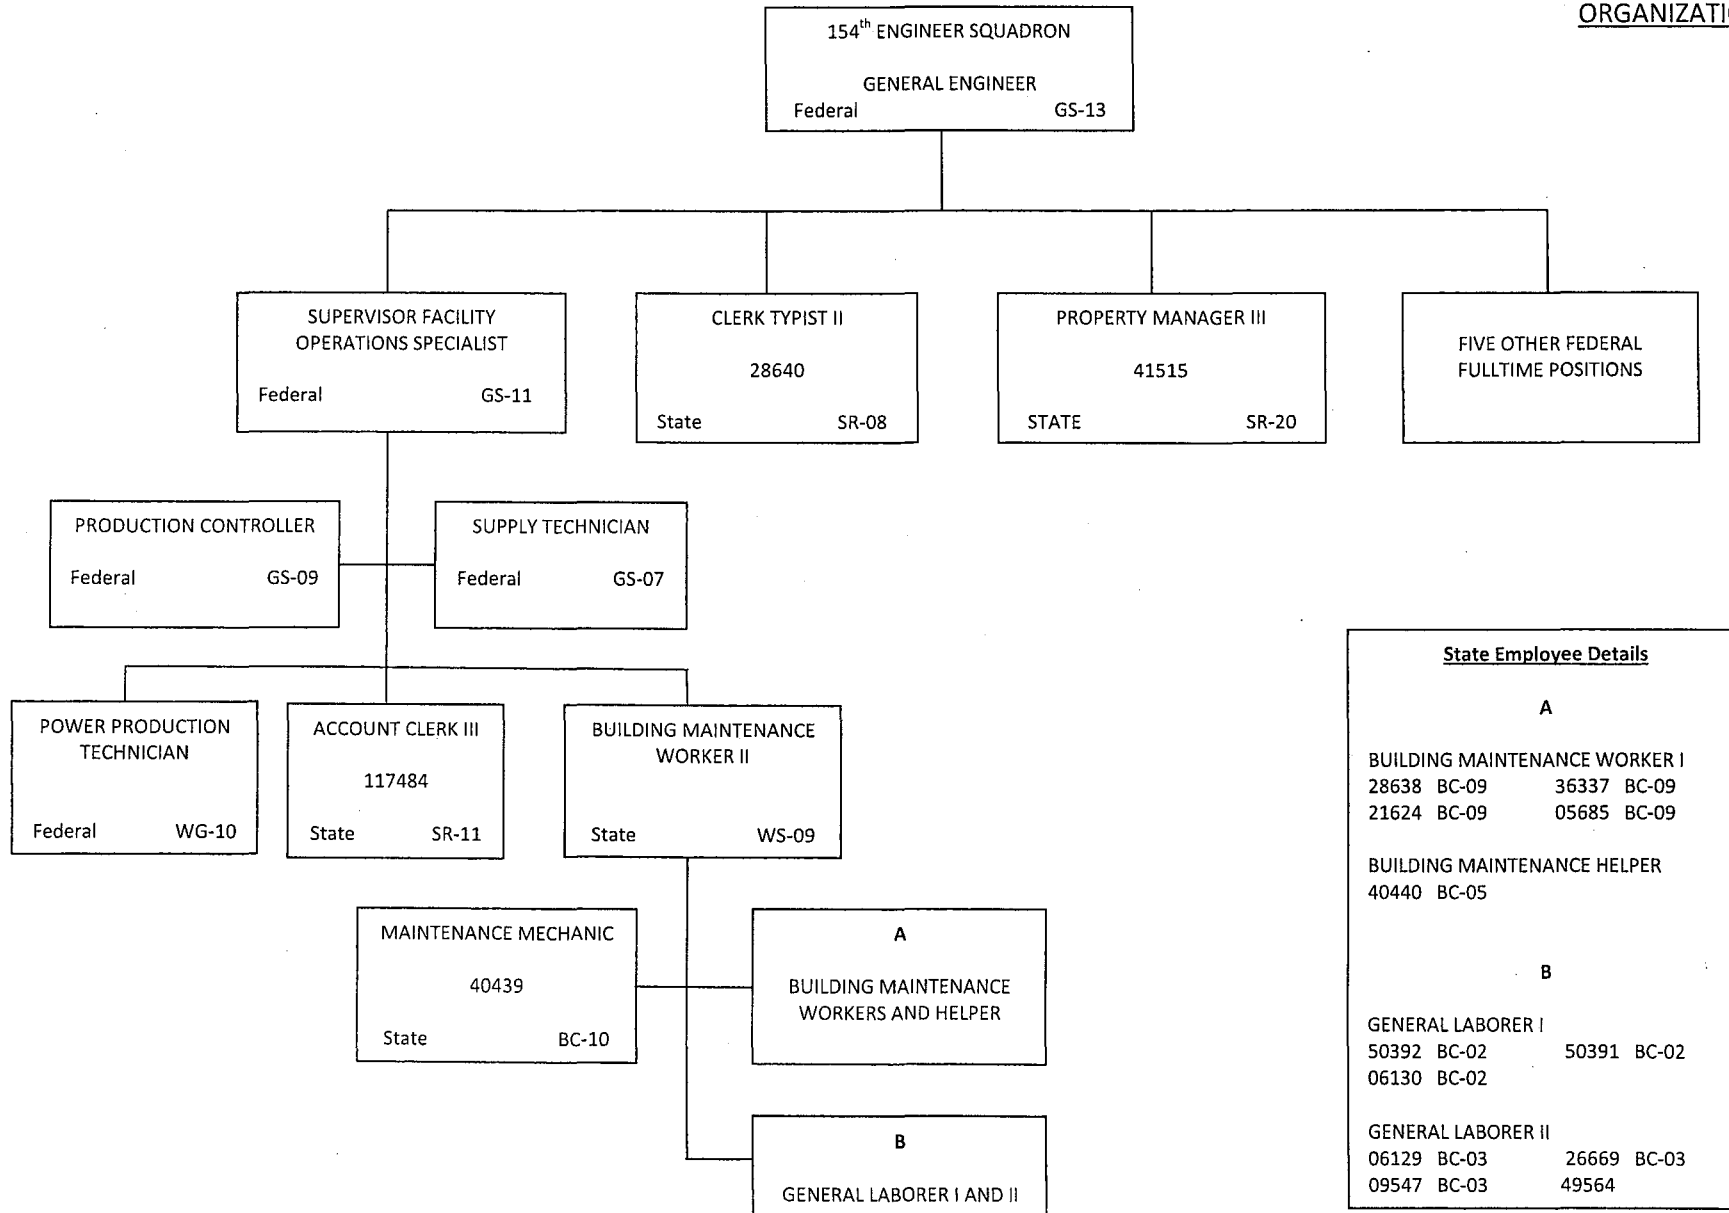 ORGANIZATI
154th ENGINEER SQUADRON
GENERAL ENGINEER
Federal GS-13
SUPERVISOR FACILITY
OPERATIONS SPECIALIST
Federal GS-11
CLERK TYPIST II
28640
State SR-08
PROPERTY MANAGER III
41515
STATE SR-20
FIVE OTHER FEDERAL
FULLTIME POSITIONS
PRODUCTION CONTROLLER
Federal GS-09
SUPPLY TECHNICIAN
Federal GS-07
POWER PRODUCTION
TECHNICIAN
Federal WG-10
ACCOUNT CLERK III
117484
State SR-11
BUILDING MAINTENANCE
WORKER II
State WS-09
MAINTENANCE MECHANIC
40439
State BC-10
A
BUILDING MAINTENANCE
WORKERS AND HELPER
B
GENERAL LABORER I AND II
State Employee Details
A
BUILDING MAINTENANCE WORKER I
28638 BC-09 36337 BC-09
21624 BC-09 05685 BC-09
BUILDING MAINTENANCE HELPER
40440 BC-05
B
GENERAL LABORER I
50392 BC-02 50391 BC-02
06130 BC-02
GENERAL LABORER II
06129 BC-03 26669 BC-03
09547 BC-03 49564